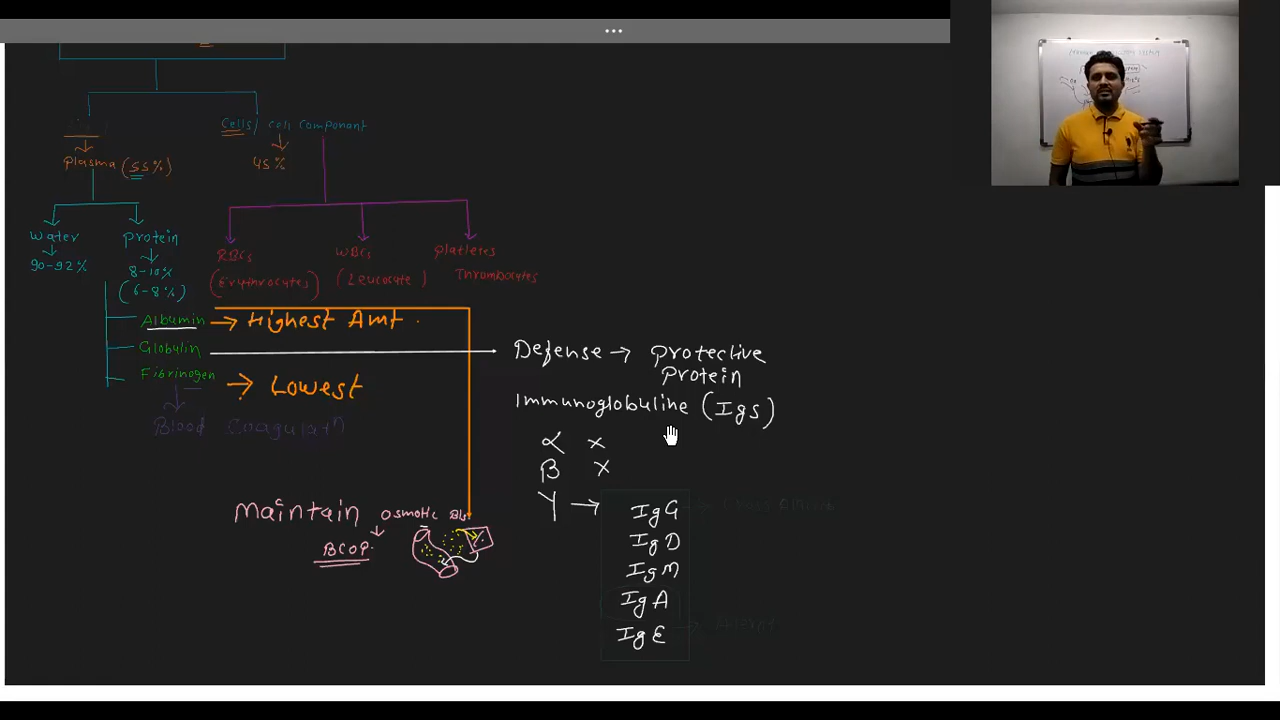 Cells/ cell component
plasma (55%)
45%
Water
protein
90-92%
8-10%
(6-8%)
RBCs
WBCs
platletes
(Erythrocytes)
(Leucocyte)
Thrombocytes
Albumin → Highest Amt.
Globulin
Defense → protective
protein
Fibrinogen → Lowest
Immunoglobuline (Igs)
Blood Coagulatn
α x
β x
γ →
IgG
IgD
IgM
IgA
IgE
Maintain osmotic
BCOP